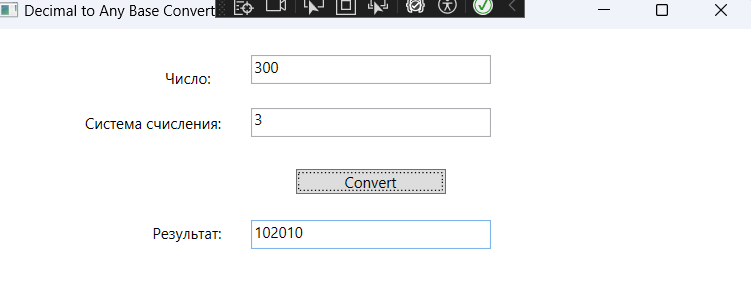 Decimal to Any Base Convert
Число: 300
Система счисления: 3
Convert
Результат: 102010